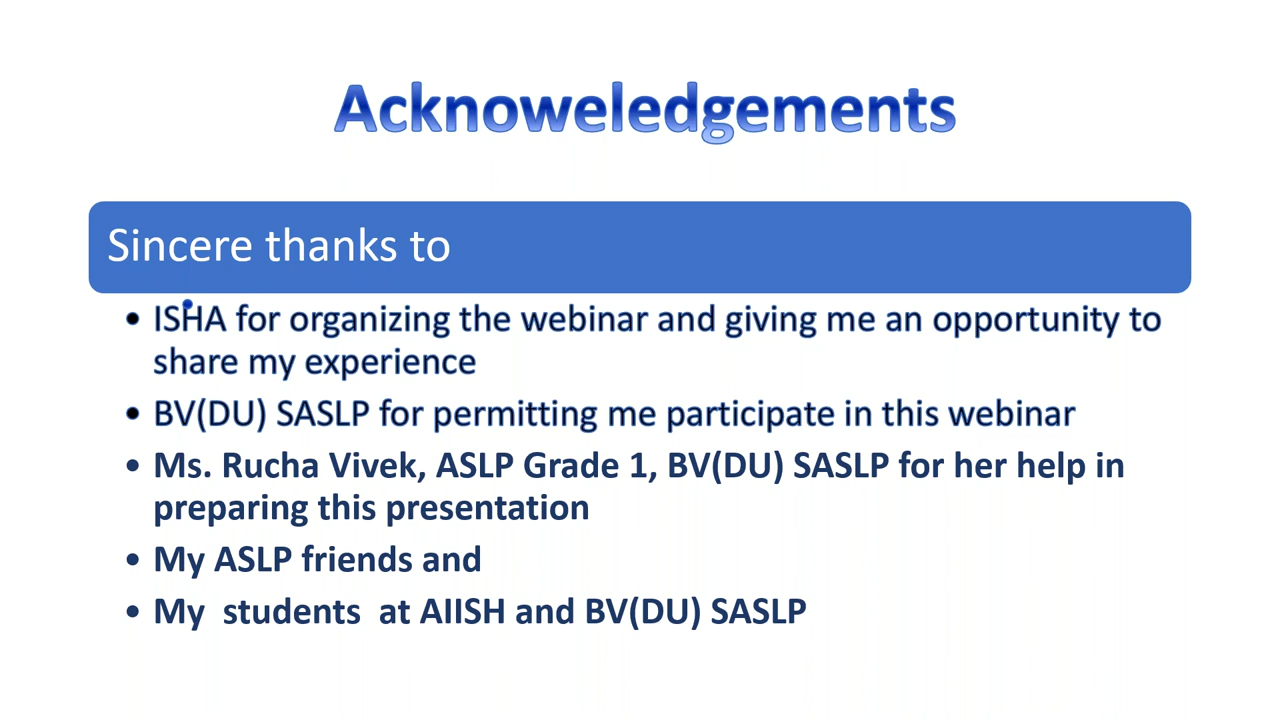 Acknoweledgements
Sincere thanks to
• ISHA for organizing the webinar and giving me an opportunity to
share my experience
• BV(DU) SASLP for permitting me participate in this webinar
• Ms. Rucha Vivek, ASLP Grade 1, BV(DU) SASLP for her help in
preparing this presentation
• My ASLP friends and
• My  students  at AIISH and BV(DU) SASLP